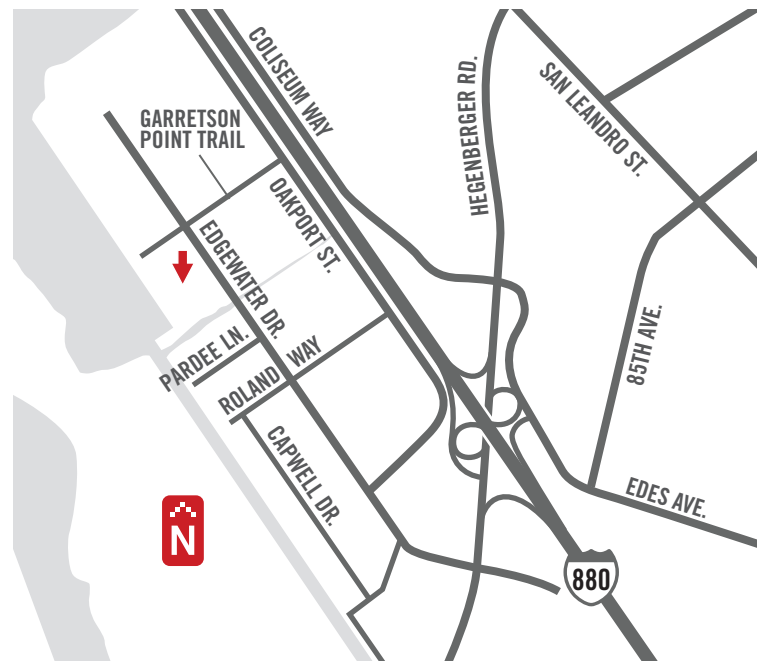 COLISEUM WAY
HEGENBERGER RD.
SAN LEANDRO ST.
GARRETSON
POINT TRAIL
OAKPORT ST.
EDGEWATER DR.
PARDEE LN.
ROLAND WAY
85TH AVE.
CAPWELL DR.
EDES AVE.
N
880